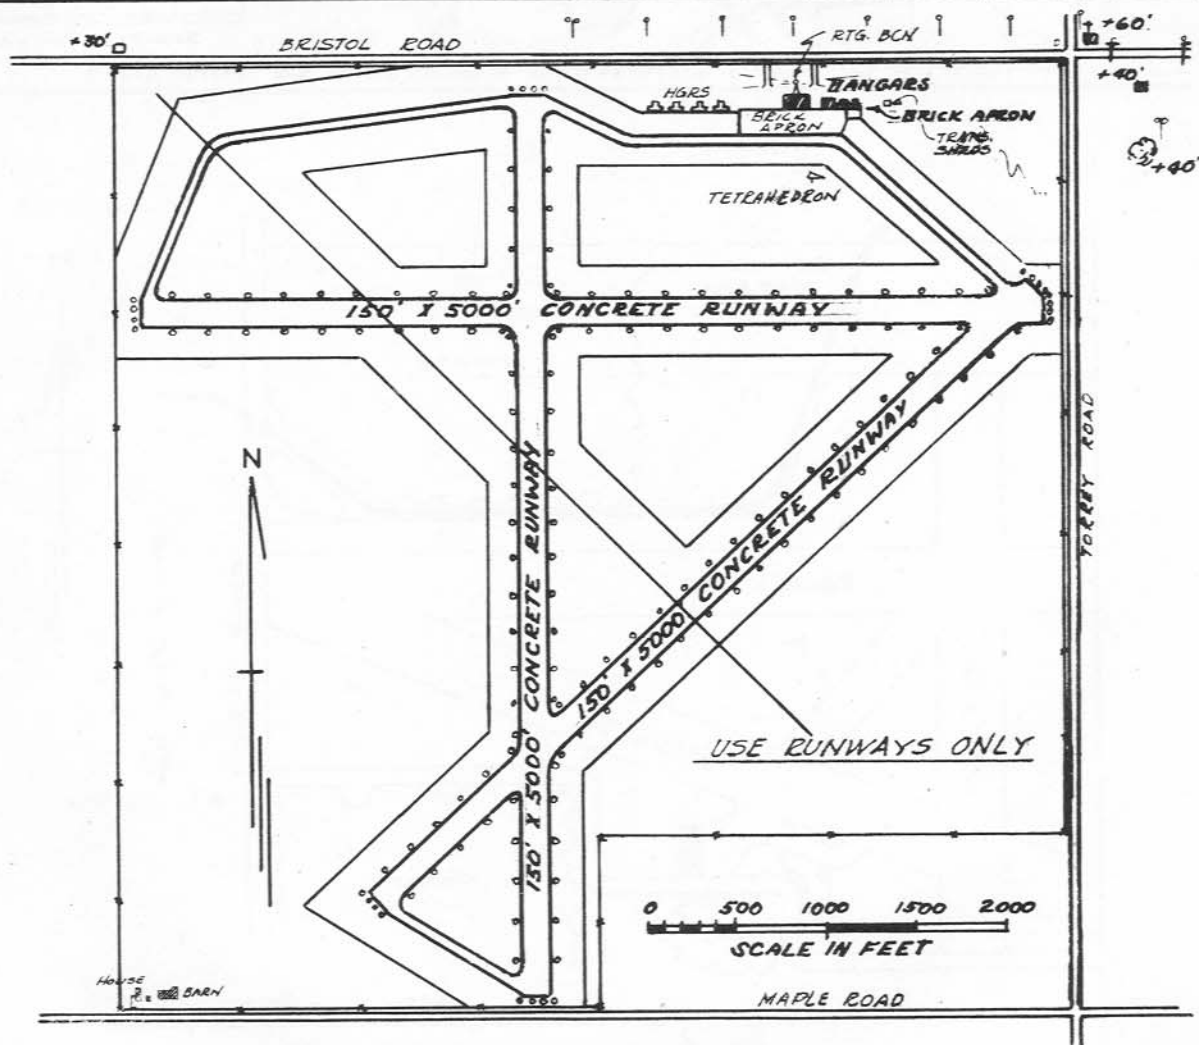 +30'
BRISTOL ROAD
RTG. BCN
+60'
+40'
HGRS
HANGARS
BRICK APRON
BRICK APRON
TRANS. SHEDS
+40'
TETRAHEDRON
150' X 5000' CONCRETE RUNWAY
N
150' X 5000' CONCRETE RUNWAY
150' X 5000' CONCRETE RUNWAY
TORREY ROAD
USE RUNWAYS ONLY
0 500 1000 1500 2000
SCALE IN FEET
HOUSE
BARN
MAPLE ROAD